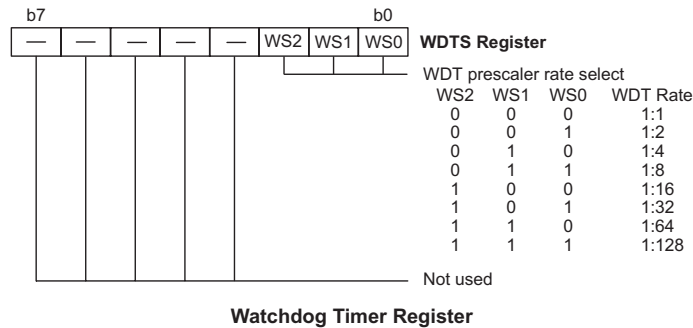 b7 b0
— — — — — WS2 WS1 WS0 WDTS Register
WDT prescaler rate select
WS2 WS1 WS0 WDT Rate
0 0 0 1:1
0 0 1 1:2
0 1 0 1:4
0 1 1 1:8
1 0 0 1:16
1 0 1 1:32
1 1 0 1:64
1 1 1 1:128
Not used
Watchdog Timer Register